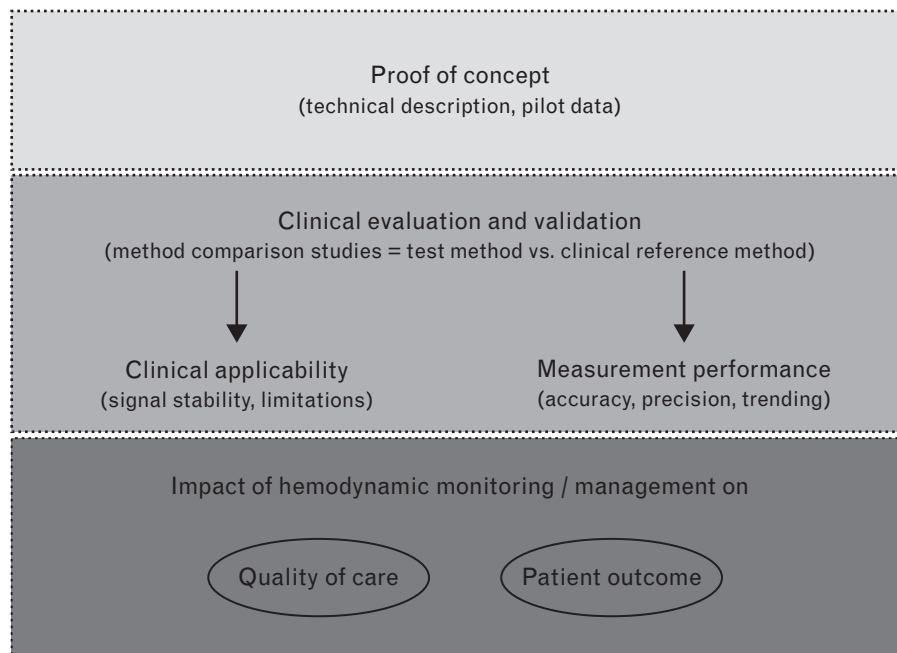 Proof of concept
(technical description, pilot data)
Clinical evaluation and validation
(method comparison studies = test method vs. clinical reference method)
Clinical applicability
(signal stability, limitations)
Measurement performance
(accuracy, precision, trending)
Impact of hemodynamic monitoring / management on
Quality of care
Patient outcome